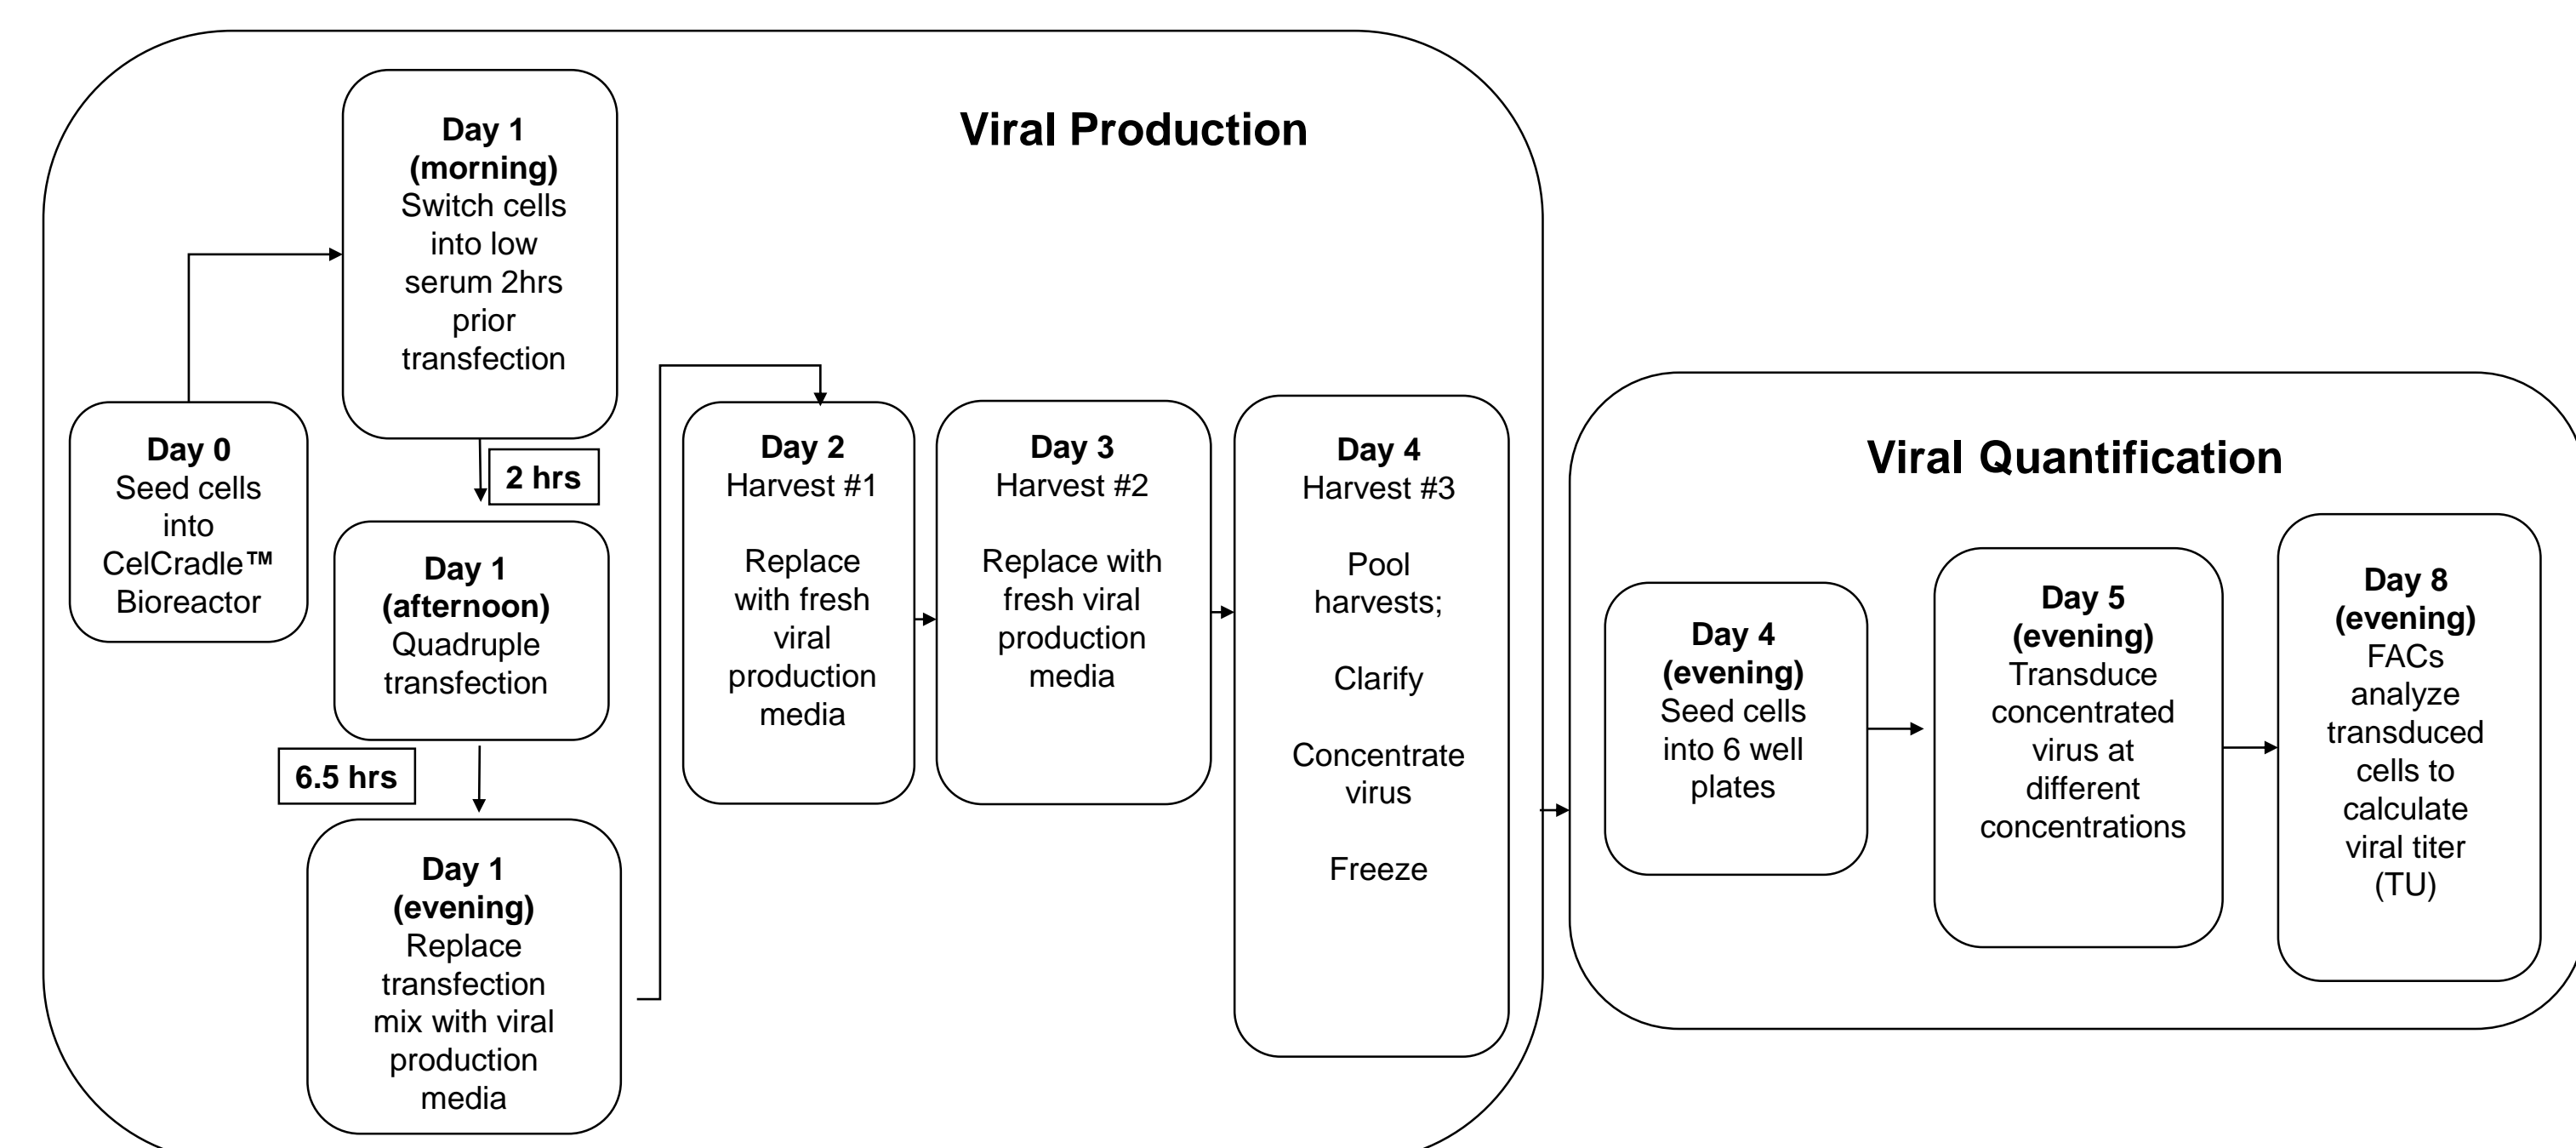 Viral Production
Day 0
Seed cells
into
CelCradle™
Bioreactor
Day 1
(morning)
Switch cells
into low
serum 2hrs
prior
transfection
2 hrs
Day 1
(afternoon)
Quadruple
transfection
6.5 hrs
Day 1
(evening)
Replace
transfection
mix with viral
production
media
Day 2
Harvest #1
Replace
with fresh
viral
production
media
Day 3
Harvest #2
Replace with
fresh viral
production
media
Day 4
Harvest #3
Pool
harvests;
Clarify
Concentrate
virus
Freeze
Viral Quantification
Day 4
(evening)
Seed cells
into 6 well
plates
Day 5
(evening)
Transduce
concentrated
virus at
different
concentrations
Day 8
(evening)
FACs
analyze
transduced
cells to
calculate
viral titer
(TU)